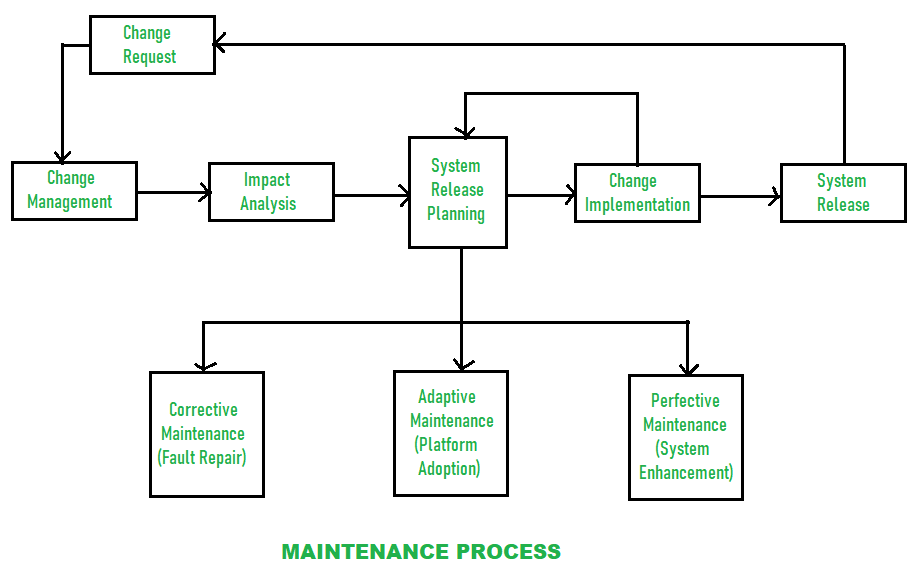 Change
Request
Change
Management
Impact
Analysis
System
Release
Planning
Change
Implementation
System
Release
Corrective
Maintenance
(Fault Repair)
Adaptive
Maintenance
(Platform
Adoption)
Perfective
Maintenance
(System
Enhancement)
MAINTENANCE PROCESS